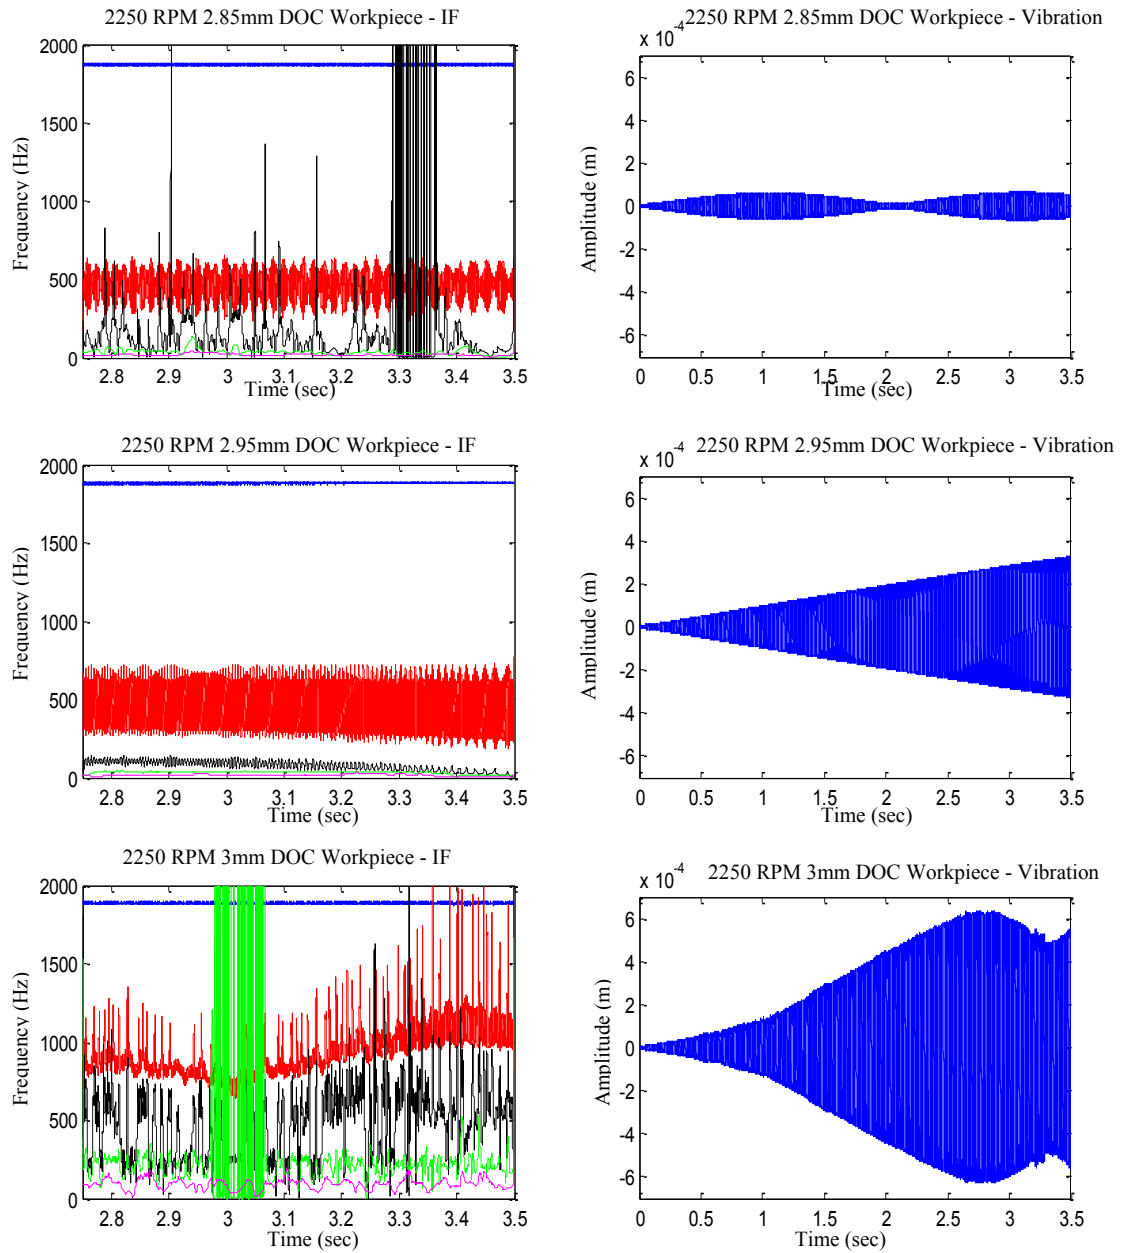 2250 RPM 2.85mm DOC Workpiece - IF
2000
1500
1000
500
0
Frequency (Hz)
2.8 2.9 3 3.1 3.2 3.3 3.4 3.5
Time (sec)
2250 RPM 2.85mm DOC Workpiece - Vibration
x 10-4
6
4
2
0
-2
-4
-6
Amplitude (m)
0 0.5 1 1.5 2 2.5 3 3.5
Time (sec)
2250 RPM 2.95mm DOC Workpiece - IF
2000
1500
1000
500
0
Frequency (Hz)
2.8 2.9 3 3.1 3.2 3.3 3.4 3.5
Time (sec)
2250 RPM 2.95mm DOC Workpiece - Vibration
x 10-4
6
4
2
0
-2
-4
-6
Amplitude (m)
0 0.5 1 1.5 2 2.5 3 3.5
Time (sec)
2250 RPM 3mm DOC Workpiece - IF
2000
1500
1000
500
0
Frequency (Hz)
2.8 2.9 3 3.1 3.2 3.3 3.4 3.5
Time (sec)
2250 RPM 3mm DOC Workpiece - Vibration
x 10-4
6
4
2
0
-2
-4
-6
Amplitude (m)
0 0.5 1 1.5 2 2.5 3 3.5
Time (sec)